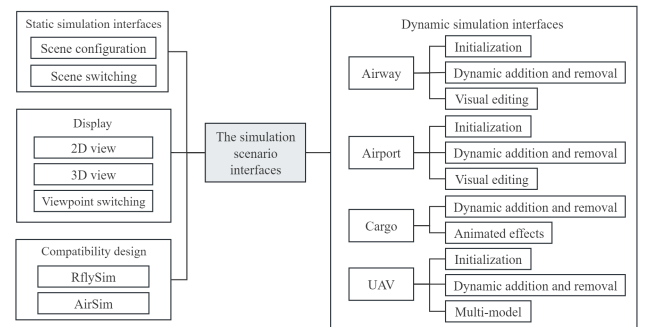 Static simulation interfaces
Scene configuration
Scene switching
Display
2D view
3D view
Viewpoint switching
Compatibility design
RflySim
AirSim
The simulation
scenario
interfaces
Dynamic simulation interfaces
Airway
Initialization
Dynamic addition and removal
Visual editing
Airport
Initialization
Dynamic addition and removal
Visual editing
Cargo
Dynamic addition and removal
Animated effects
UAV
Initialization
Dynamic addition and removal
Multi-model